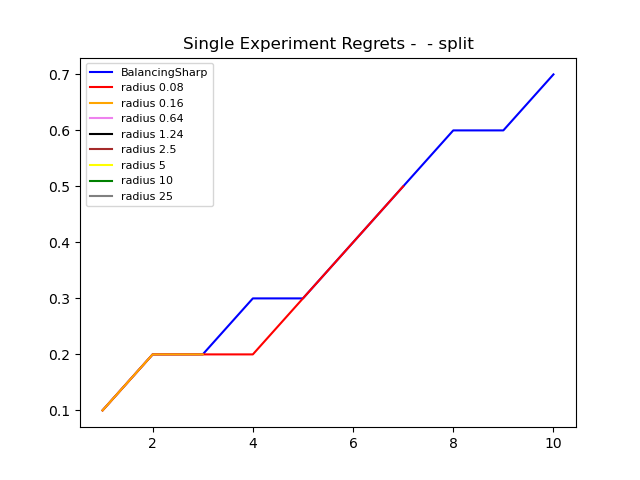 Single Experiment Regrets -  - split
BalancingSharp
radius 0.08
radius 0.16
radius 0.64
radius 1.24
radius 2.5
radius 5
radius 10
radius 25
0.7
0.6
0.5
0.4
0.3
0.2
0.1
2 4 6 8 10